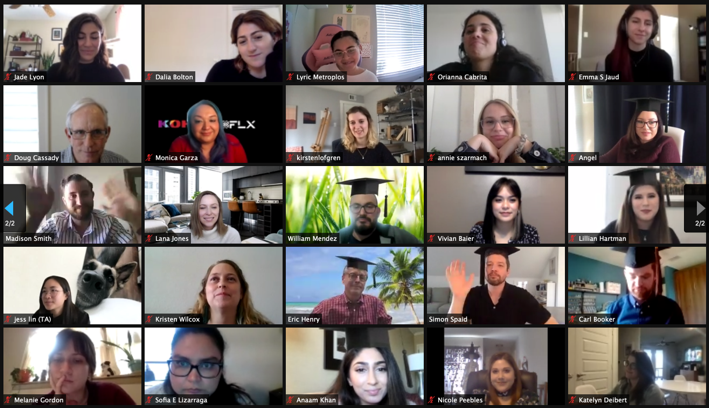 Jade Lyon
Dalia Bolton
Lyric Metroplos
Orianna Cabrita
Emma S Jaud
Doug Cassady
Monica Garza
kirstenlofgren
annie szarmach
Angel
2/2
Madison Smith
Lana Jones
William Mendez
Vivian Baier
Lillian Hartman
2/2
jess lin (TA)
Kristen Wilcox
Eric Henry
Simon Spaid
Carl Booker
Melanie Gordon
Sofia E Lizarraga
Anaam Khan
Nicole Peebles
Katelyn Deibert